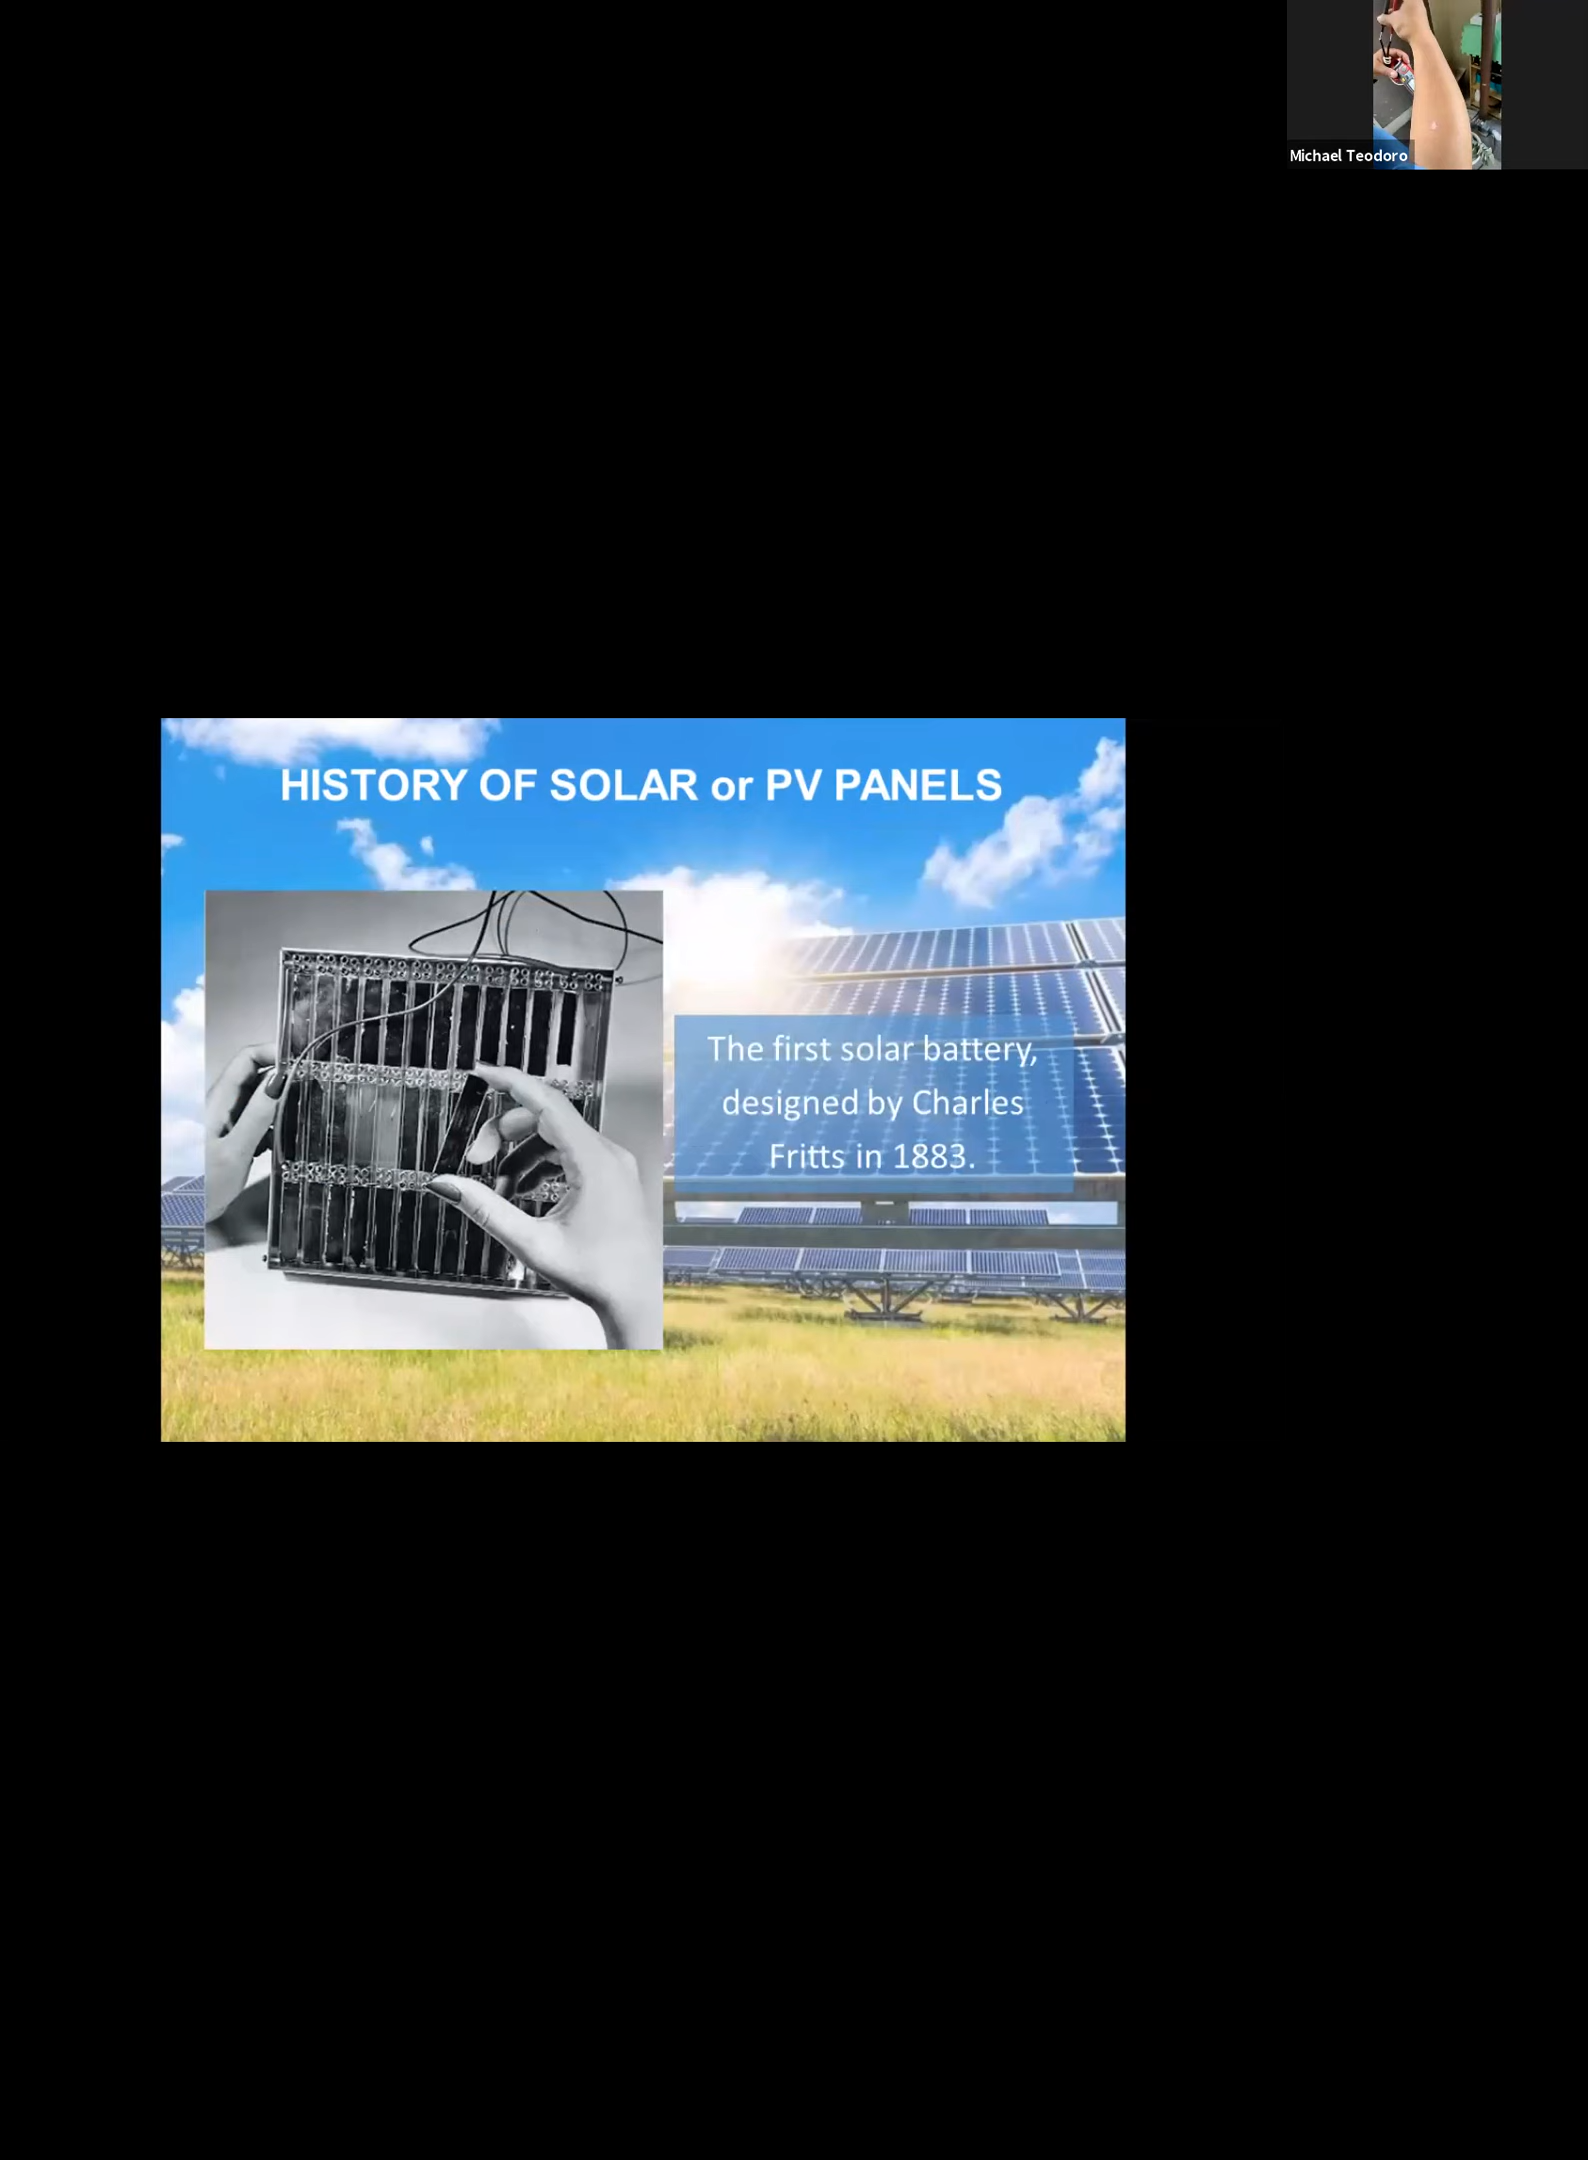 Michael Teodoro
HISTORY OF SOLAR or PV PANELS
The first solar battery,
designed by Charles
Fritts in 1883.